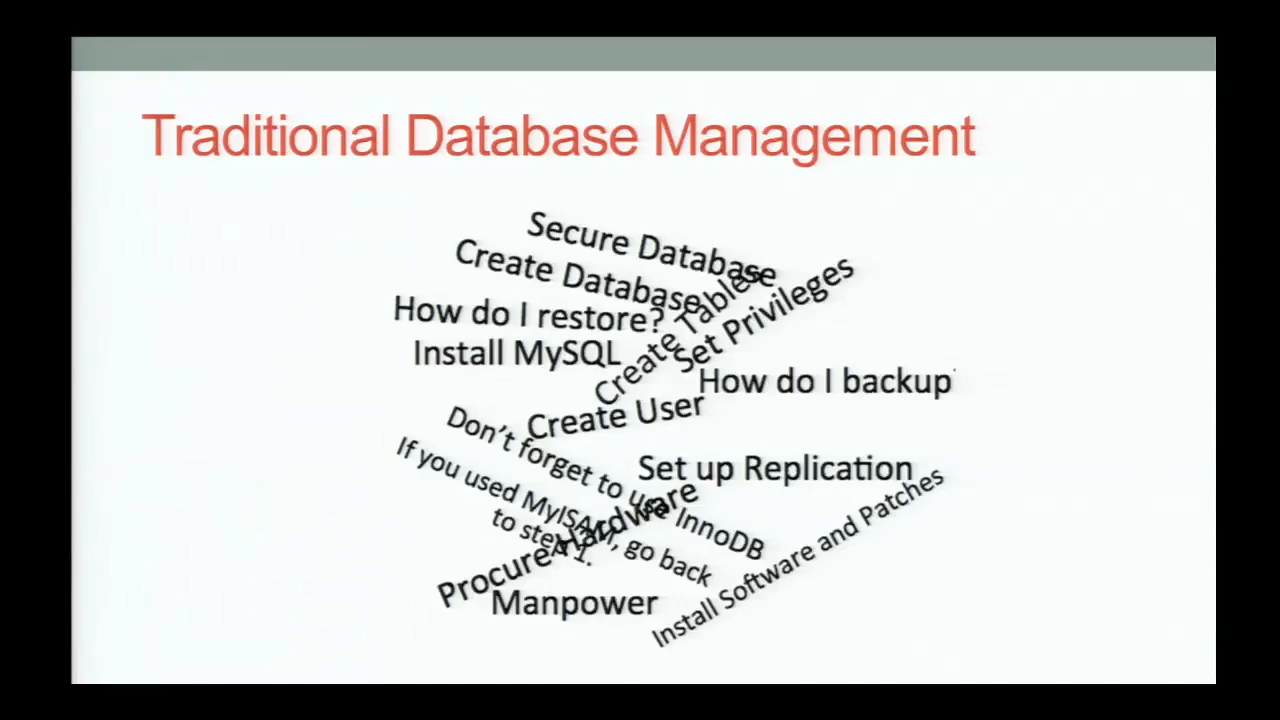 Traditional Database Management
Secure Database
Create Database
Create Tables
Set Privileges
How do I restore?
Install MySQL
How do I backup
Create User
Don't forget to use InnoDB
Set up Replication
If you used MyISAM, go back
to step 1.
Procure Hardware
Install Software and Patches
Manpower